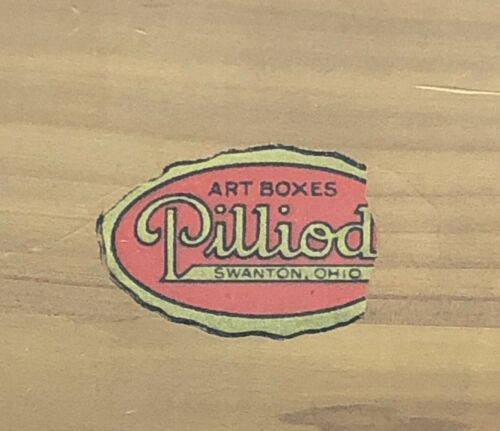 ART BOXES
Pilliod
SWANTON, OHIO